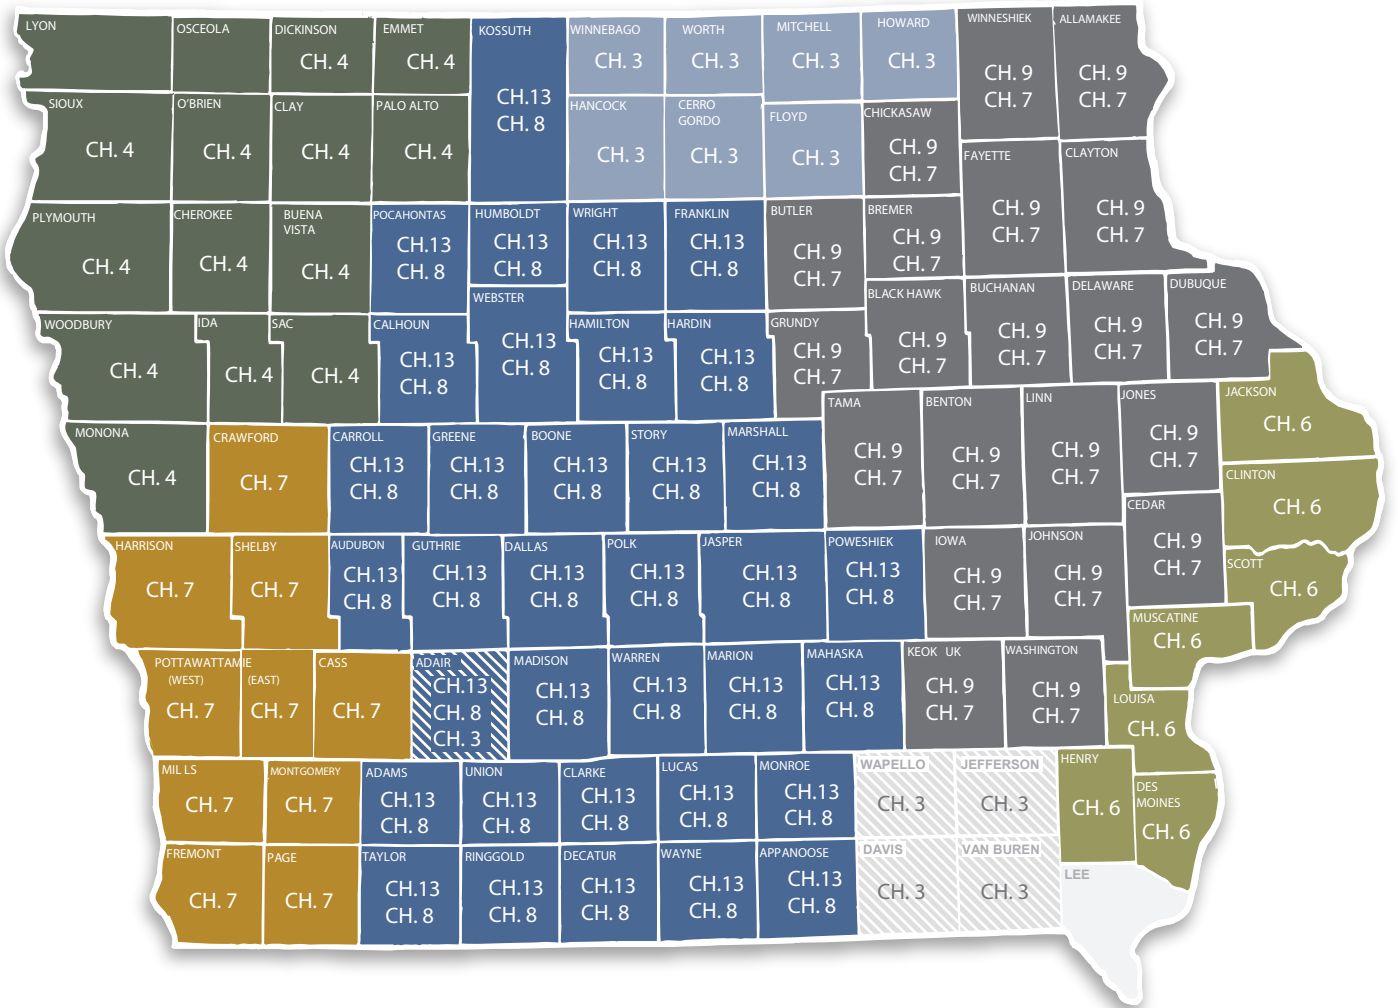 LYON
OSCEOLA
DICKINSON
CH. 4
EMMET
CH. 4
KOSSUTH
CH.13
CH. 8
WINNEBAGO
CH. 3
WORTH
CH. 3
MITCHELL
CH. 3
HOWARD
CH. 3
WINNESHIEK
CH. 9
CH. 7
ALLAMAKEE
CH. 9
CH. 7
SIOUX
CH. 4
O'BRIEN
CH. 4
CLAY
CH. 4
PALO ALTO
CH. 4
HANCOCK
CH. 3
CERRO
GORDO
CH. 3
FLOYD
CH. 3
CHICKASAW
CH. 9
CH. 7
FAYETTE
CH. 9
CH. 7
CLAYTON
CH. 9
CH. 7
PLYMOUTH
CH. 4
CHEROKEE
CH. 4
BUENA
VISTA
CH. 4
POCAHONTAS
CH.13
CH. 8
HUMBOLDT
CH.13
CH. 8
WRIGHT
CH.13
CH. 8
FRANKLIN
CH.13
CH. 8
BUTLER
CH. 9
CH. 7
BREMER
CH. 9
CH. 7
WOODBURY
CH. 4
IDA
CH. 4
SAC
CH. 4
CALHOUN
CH.13
CH. 8
WEBSTER
CH.13
CH. 8
HAMILTON
CH.13
CH. 8
HARDIN
CH.13
CH. 8
GRUNDY
CH. 9
CH. 7
BLACK HAWK
CH. 9
CH. 7
BUCHANAN
CH. 9
CH. 7
DELAWARE
CH. 9
CH. 7
DUBUQUE
CH. 9
CH. 7
MONONA
CH. 4
CRAWFORD
CH. 7
CARROLL
CH.13
CH. 8
GREENE
CH.13
CH. 8
BOONE
CH.13
CH. 8
STORY
CH.13
CH. 8
MARSHALL
CH.13
CH. 8
TAMA
CH. 9
CH. 7
BENTON
CH. 9
CH. 7
LINN
CH. 9
CH. 7
JONES
CH. 9
CH. 7
JACKSON
CH. 6
CLINTON
CH. 6
HARRISON
CH. 7
SHELBY
CH. 7
AUDUBON
CH.13
CH. 8
GUTHRIE
CH.13
CH. 8
DALLAS
CH.13
CH. 8
POLK
CH.13
CH. 8
JASPER
CH.13
CH. 8
POWESHIEK
CH.13
CH. 8
IOWA
CH. 9
CH. 7
JOHNSON
CH. 9
CH. 7
CEDAR
CH. 9
CH. 7
SCOTT
CH. 6
MUSCATINE
CH. 6
POTTAWATTAMIE
(WEST)
CH. 7
(EAST)
CH. 7
CASS
CH. 7
ADAIR
CH.13
CH. 8
CH. 3
MADISON
CH.13
CH. 8
WARREN
CH.13
CH. 8
MARION
CH.13
CH. 8
MAHASKA
CH.13
CH. 8
KEOK UK
CH. 9
CH. 7
WASHINGTON
CH. 9
CH. 7
LOUISA
CH. 6
MIL LS
CH. 7
MONTGOMERY
CH. 7
ADAMS
CH.13
CH. 8
UNION
CH.13
CH. 8
CLARKE
CH.13
CH. 8
LUCAS
CH.13
CH. 8
MONROE
CH.13
CH. 8
WAPELLO
CH. 3
JEFFERSON
CH. 3
HENRY
CH. 6
DES
MOINES
CH. 6
FREMONT
CH. 7
PAGE
CH. 7
TAYLOR
CH.13
CH. 8
RINGGOLD
CH.13
CH. 8
DECATUR
CH.13
CH. 8
WAYNE
CH.13
CH. 8
APPANOOSE
CH.13
CH. 8
DAVIS
CH. 3
VAN BUREN
CH. 3
LEE